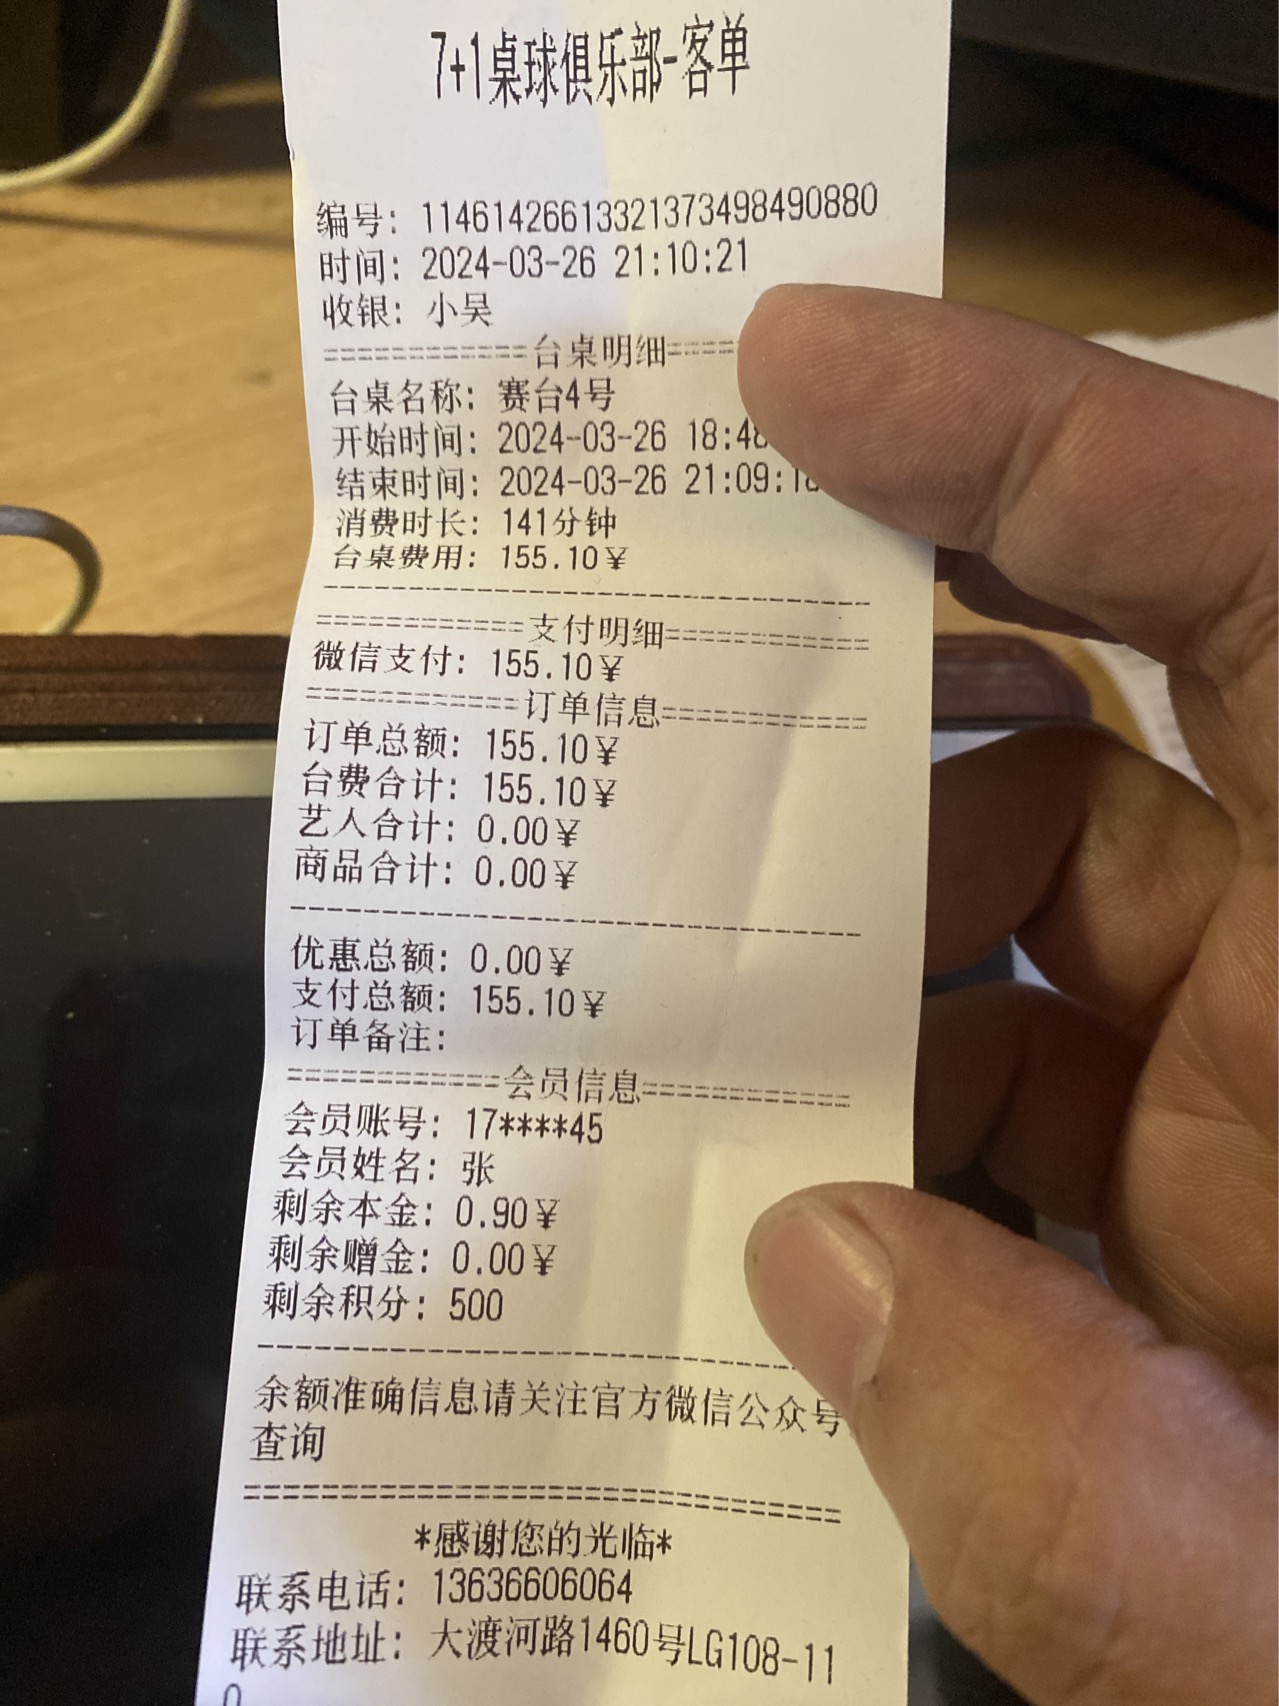 7+1桌球俱乐部-客单
编号: 1146142661332137349849​0880
时间: 2024-03-26 21:10:21
收银: 小吴
============台桌明细====
台桌名称: 赛台4号
开始时间: 2024-03-26 18:48
结束时间: 2024-03-26 21:09:
消费时长: 141分钟
台桌费用: 155.10¥
============支付明细============
微信支付: 155.10¥
============订单信息============
订单总额: 155.10¥
台费合计: 155.10¥
艺人合计: 0.00¥
商品合计: 0.00¥
优惠总额: 0.00¥
支付总额: 155.10¥
订单备注:
============会员信息============
会员账号: 17****45
会员姓名: 张
剩余本金: 0.90¥
剩余赠金: 0.00¥
剩余积分: 500
余额准确信息请关注官方微信公众号
查询
*感谢您的光临*
联系电话: 13636606064
联系地址: 大渡河路1460号LG108-11
0